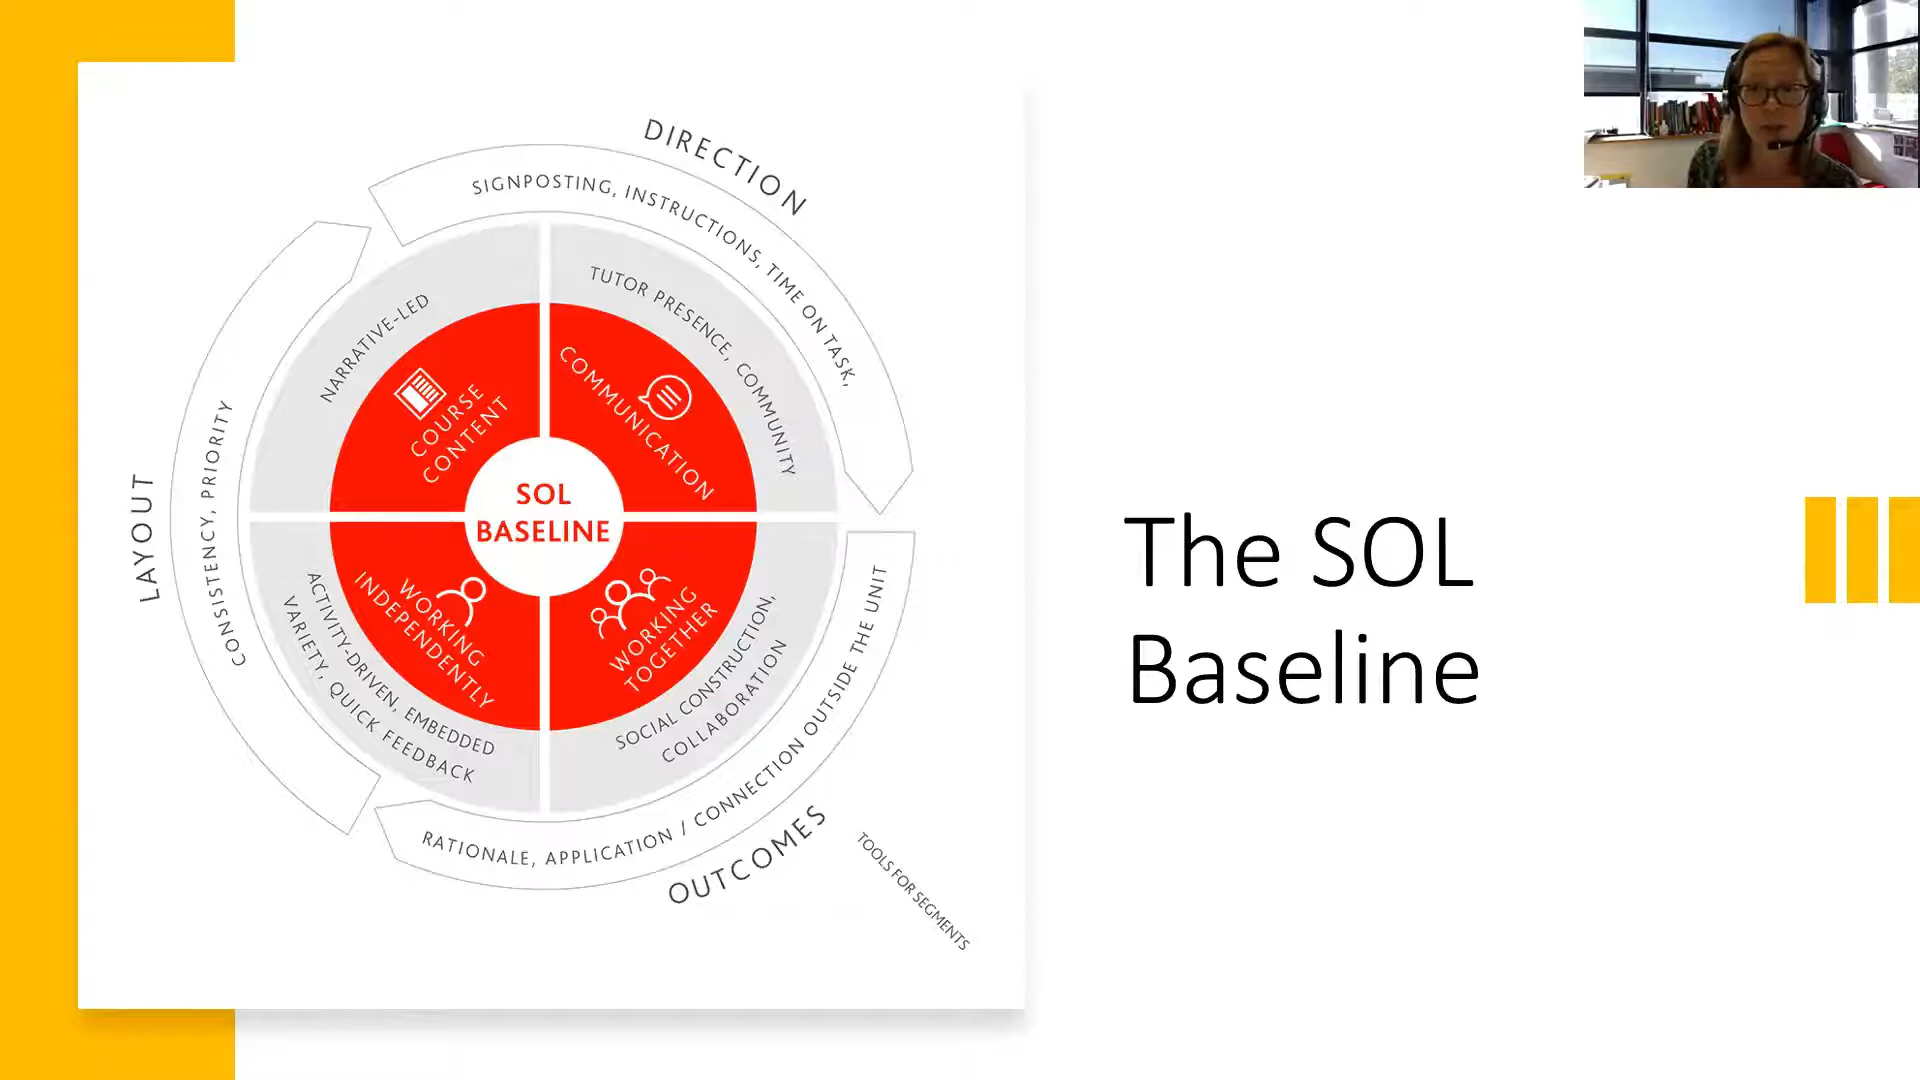 DIRECTION
SIGNPOSTING, INSTRUCTIONS, TIME ON TASK,
NARRATIVE-LED
TUTOR PRESENCE, COMMUNITY
COURSE
CONTENT
COMMUNICATION
LAYOUT
CONSISTENCY, PRIORITY
SOL
BASELINE
WORKING
INDEPENDENTLY
WORKING
TOGETHER
ACTIVITY-DRIVEN, EMBEDDED
VARIETY, QUICK FEEDBACK
SOCIAL CONSTRUCTION,
COLLABORATION
RATIONALE, APPLICATION / CONNECTION OUTSIDE THE UNIT
OUTCOMES
TOOLS FOR SEGMENTS
The SOL
Baseline